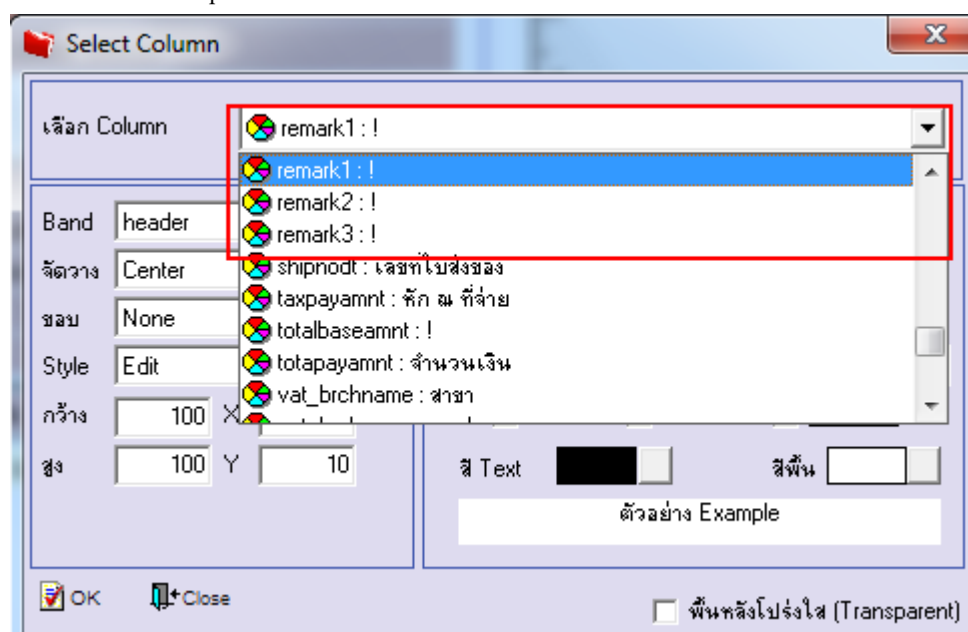 Select Column
เลือก Column
remark1 : !
remark1 : !
remark2 : !
remark3 : !
shipnodt : เลขที่ใบส่งของ
taxpayamnt : หัก ณ ที่จ่าย
totalbaseamnt : !
totapayamnt : จำนวนเงิน
vat_brchname : สาขา
Band header
จัดวาง Center
ขอบ None
Style Edit
กว้าง 100 X
สูง 100 Y 10
สี Text สีพื้น
ตัวอย่าง Example
OK Close
พื้นหลังโปร่งใส (Transparent)